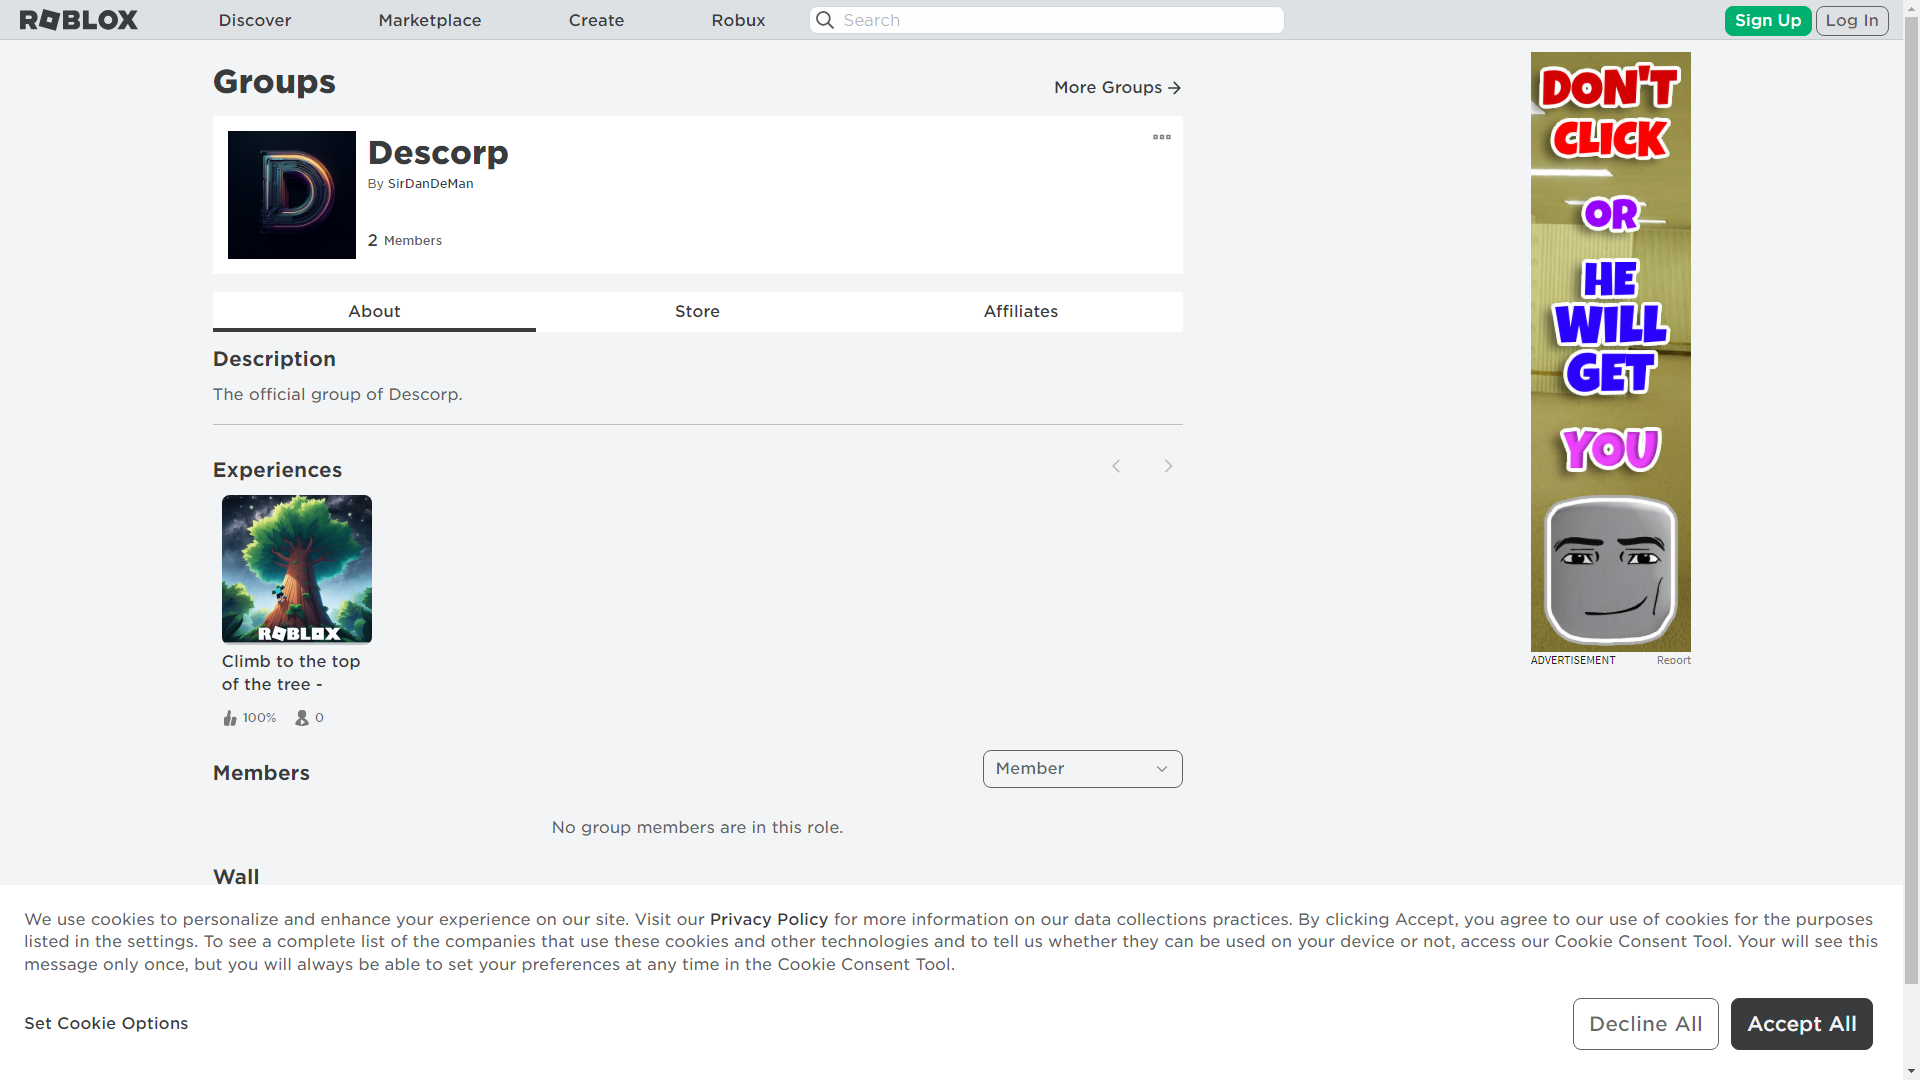 ROBLOX
Discover
Marketplace
Create
Robux
Search
Sign Up
Log In
Groups
More Groups
Descorp
By SirDanDeMan
2 Members
About
Store
Affiliates
Description
The official group of Descorp.
Experiences
ROBLOX
Climb to the top
of the tree -
100%
0
Members
Member
No group members are in this role.
Wall
DON'T
CLICK
OR
HE
WILL
GET
YOU
ADVERTISEMENT
Report
We use cookies to personalize and enhance your experience on our site. Visit our Privacy Policy for more information on our data collections practices. By clicking Accept, you agree to our use of cookies for the purposes
listed in the settings. To see a complete list of the companies that use these cookies and other technologies and to tell us whether they can be used on your device or not, access our Cookie Consent Tool. Your will see this
message only once, but you will always be able to set your preferences at any time in the Cookie Consent Tool.
Set Cookie Options
Decline All
Accept All